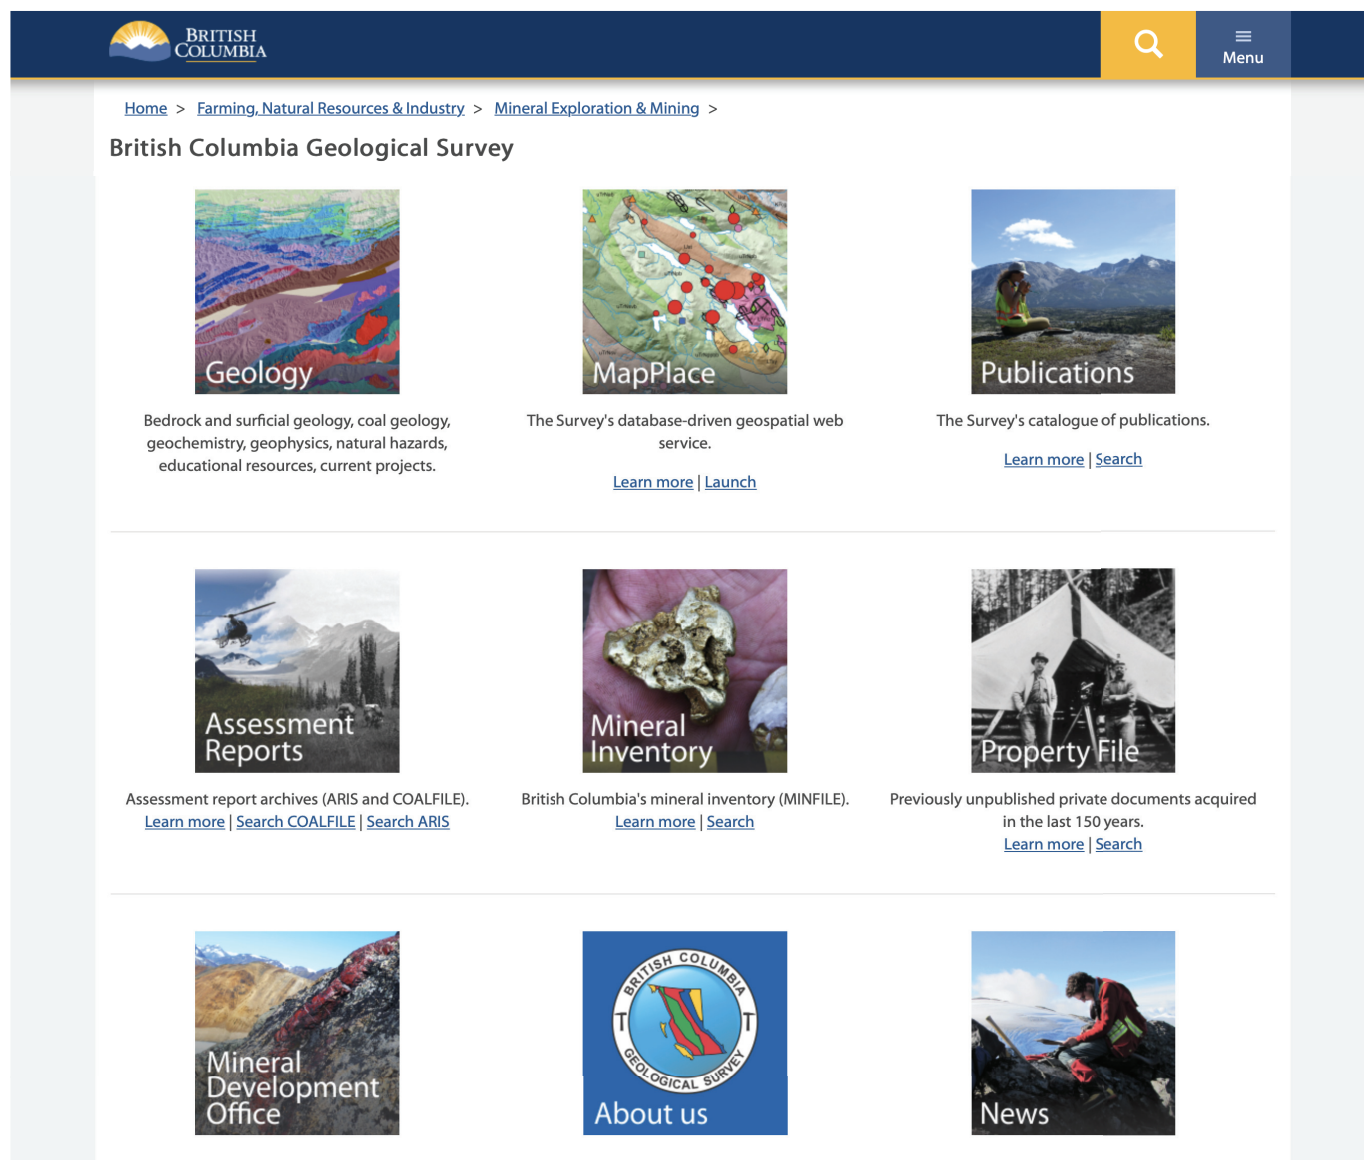 BRITISH
COLUMBIA
Menu
Home > Farming, Natural Resources & Industry > Mineral Exploration & Mining >
British Columbia Geological Survey
Geology
MapPlace
Publications
Bedrock and surficial geology, coal geology,
geochemistry, geophysics, natural hazards,
educational resources, current projects.
The Survey's database-driven geospatial web
service.
Learn more | Launch
The Survey's catalogue of publications.
Learn more | Search
Assessment
Reports
Mineral
Inventory
Property File
Assessment report archives (ARIS and COALFILE).
Learn more | Search COALFILE | Search ARIS
British Columbia's mineral inventory (MINFILE).
Learn more | Search
Previously unpublished private documents acquired
in the last 150 years.
Learn more | Search
Mineral
Development
Office
BRITISH COLUMBIA
GEOLOGICAL SURVEY
About us
News